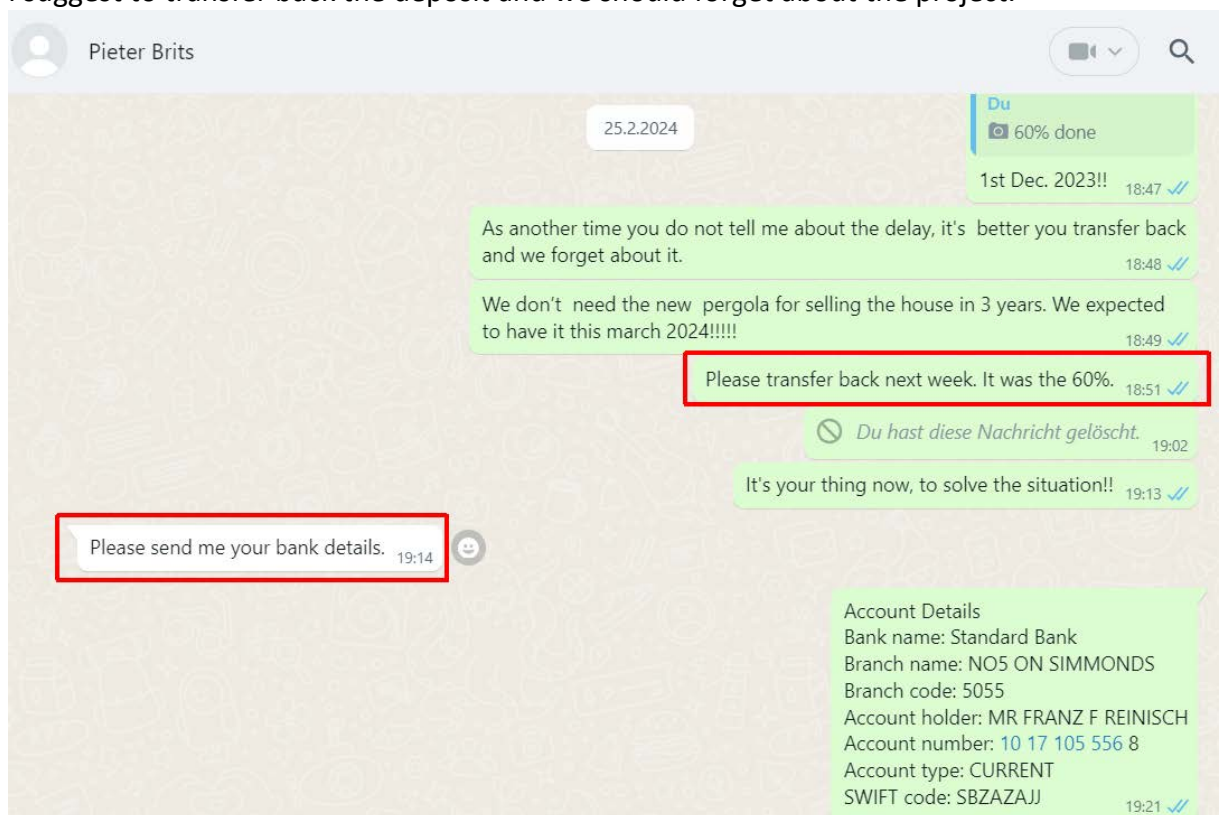 I suggest to transfer back the deposit and we should forget about the project.
Pieter Brits
25.2.2024
Du
60% done
1st Dec. 2023!! 18:47
As another time you do not tell me about the delay, it's better you transfer back
and we forget about it.
18:48
We don't need the new pergola for selling the house in 3 years. We expected
to have it this march 2024!!!!!
18:49
Please transfer back next week. It was the 60%. 18:51
Du hast diese Nachricht gelöscht. 19:02
It's your thing now, to solve the situation!! 19:13
Please send me your bank details. 19:14
Account Details
Bank name: Standard Bank
Branch name: NO5 ON SIMMONDS
Branch code: 5055
Account holder: MR FRANZ F REINISCH
Account number: 10 17 105 556 8
Account type: CURRENT
SWIFT code: SBZAZAJJ 19:21